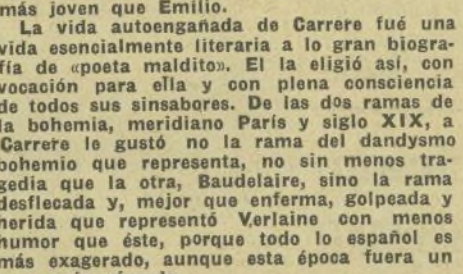 más joven que Emilio.
La vida autoengañada de Carrere fué una
vida esencialmente literaria a lo gran biogra-
fía de «poeta maldito». El la eligió así, con
vocación para ella y con plena consciencia
de todos sus sinsabores. De las dos ramas de
la bohemia, meridiano París y siglo XIX, a
Carrere le gustó no la rama del dandysmo
bohemio que representa, no sin menos tra-
gedia que la otra, Baudelaire, sino la rama
desflecada y, mejor que enferma, golpeada y
herida que representó Verlaine con menos
humor que éste, porque todo lo español es
más exagerado, aunque esta época fuera un